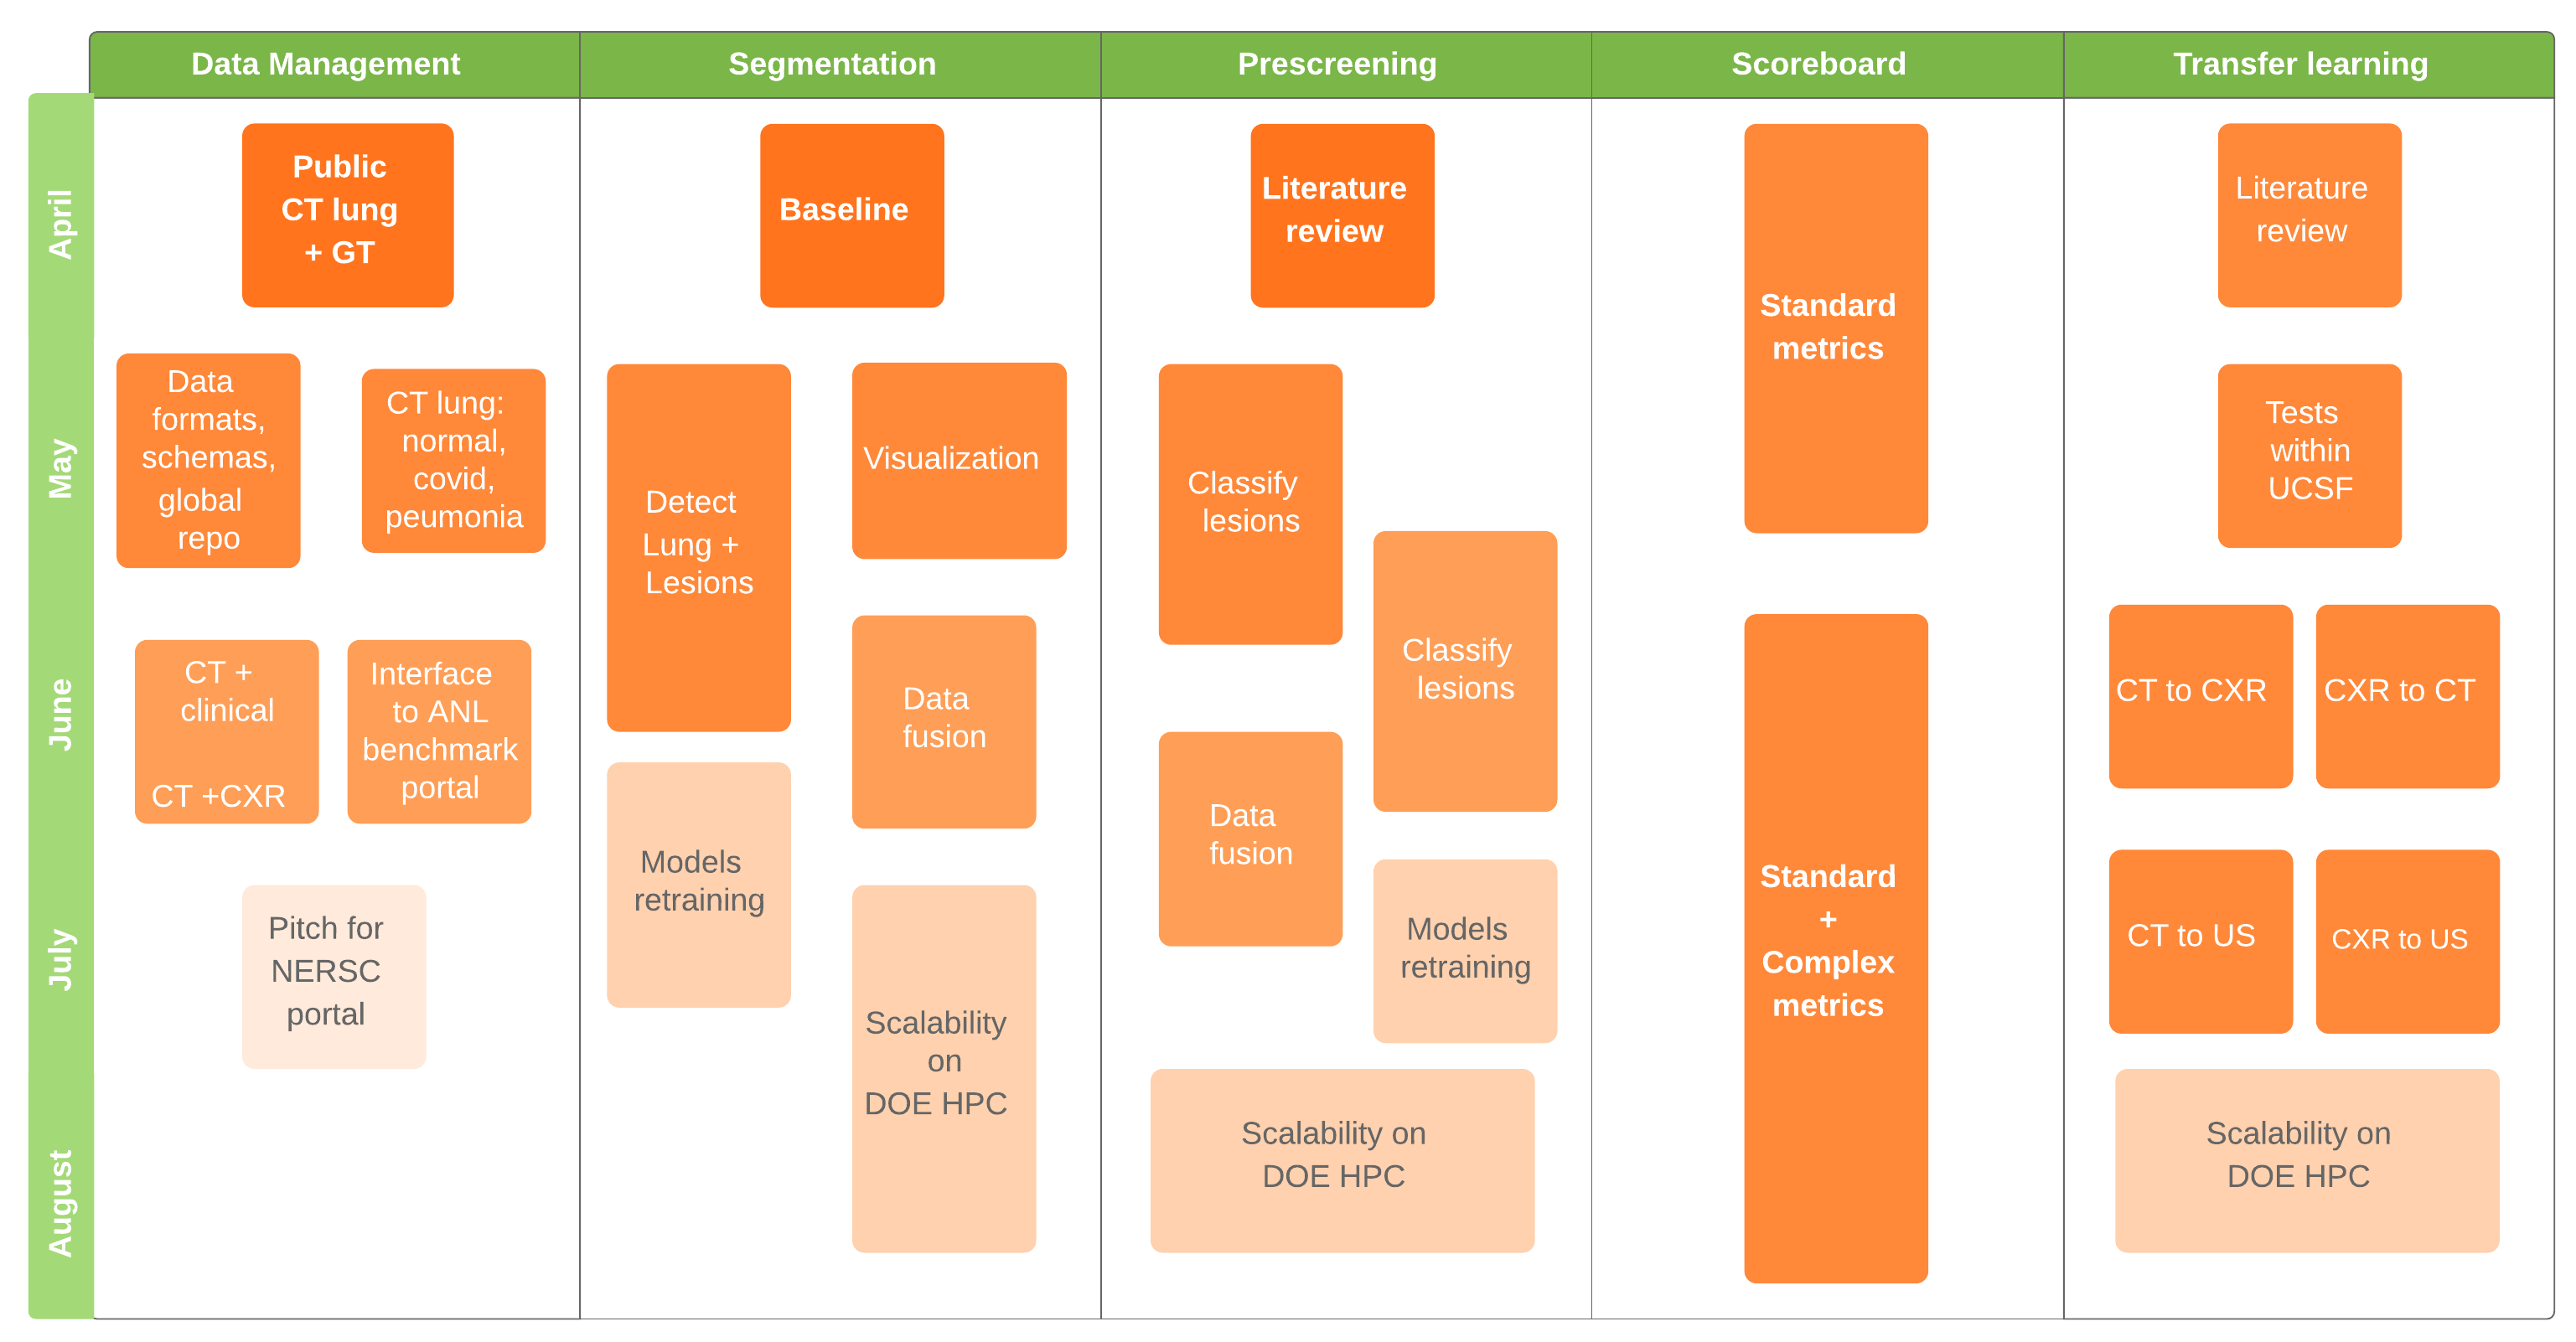 Data Management
Segmentation
Prescreening
Scoreboard
Transfer learning
April
May
June
July
August
Public
CT lung
+ GT
Data
formats,
schemas,
global
repo
CT lung:
normal,
covid,
peumonia
CT +
clinical
CT +CXR
Interface
to ANL
benchmark
portal
Pitch for
NERSC
portal
Baseline
Detect
Lung +
Lesions
Visualization
Data
fusion
Models
retraining
Scalability
on
DOE HPC
Literature
review
Classify
lesions
Classify
lesions
Data
fusion
Models
retraining
Scalability on
DOE HPC
Standard
metrics
Standard
+
Complex
metrics
Literature
review
Tests
within
UCSF
CT to CXR
CXR to CT
CT to US
CXR to US
Scalability on
DOE HPC